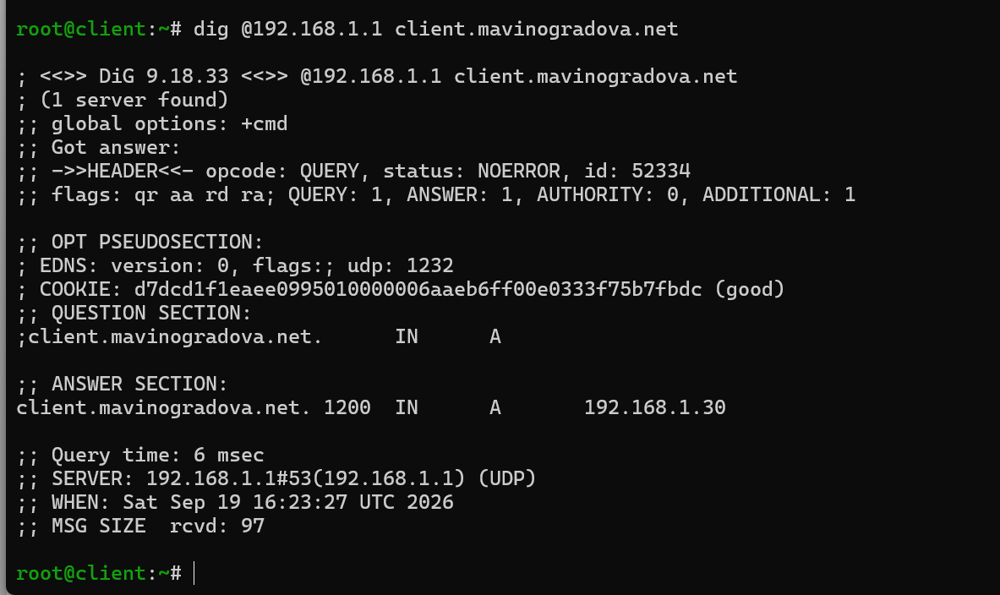 root@client:~# dig @192.168.1.1 client.mavinogradova.net
; <<>> DiG 9.18.33 <<>> @192.168.1.1 client.mavinogradova.net
; (1 server found)
;; global options: +cmd
;; Got answer:
;; ->>HEADER<<- opcode: QUERY, status: NOERROR, id: 52334
;; flags: qr aa rd ra; QUERY: 1, ANSWER: 1, AUTHORITY: 0, ADDITIONAL: 1
;; OPT PSEUDOSECTION:
; EDNS: version: 0, flags:; udp: 1232
; COOKIE: d7dcd1f1eaee0995010000006aaeb6ff00e0333f75b7fbdc (good)
;; QUESTION SECTION:
;client.mavinogradova.net. IN A
;; ANSWER SECTION:
client.mavinogradova.net. 1200 IN A 192.168.1.30
;; Query time: 6 msec
;; SERVER: 192.168.1.1#53(192.168.1.1) (UDP)
;; WHEN: Sat Sep 19 16:23:27 UTC 2026
;; MSG SIZE rcvd: 97
root@client:~#